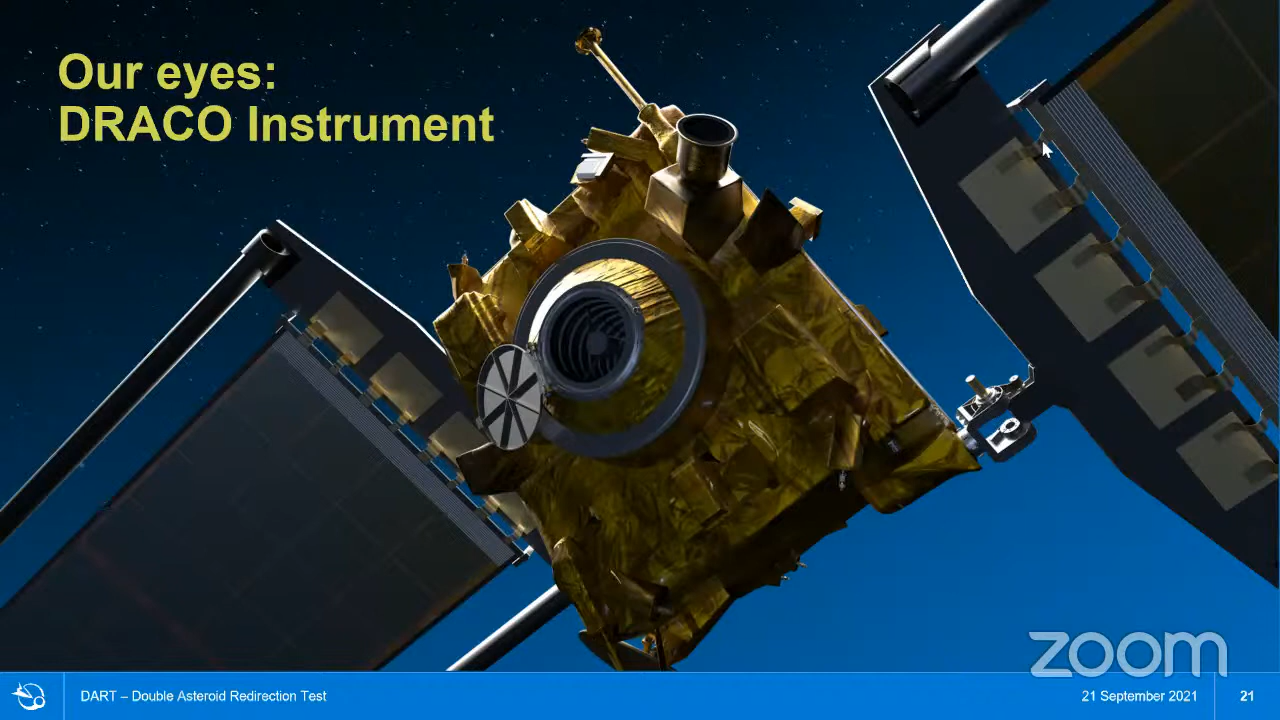 Our eyes:
DRACO Instrument
zoom
DART – Double Asteroid Redirection Test
21 September 2021
21